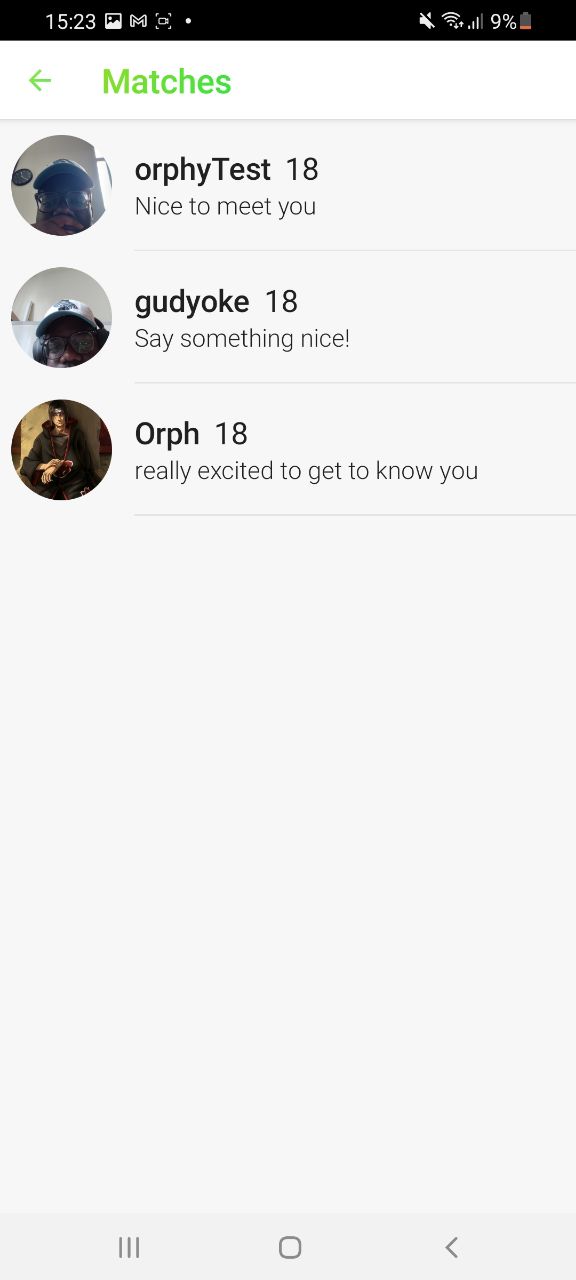 15:23 9%
Matches
orphyTest 18
Nice to meet you
gudyoke 18
Say something nice!
Orph 18
really excited to get to know you